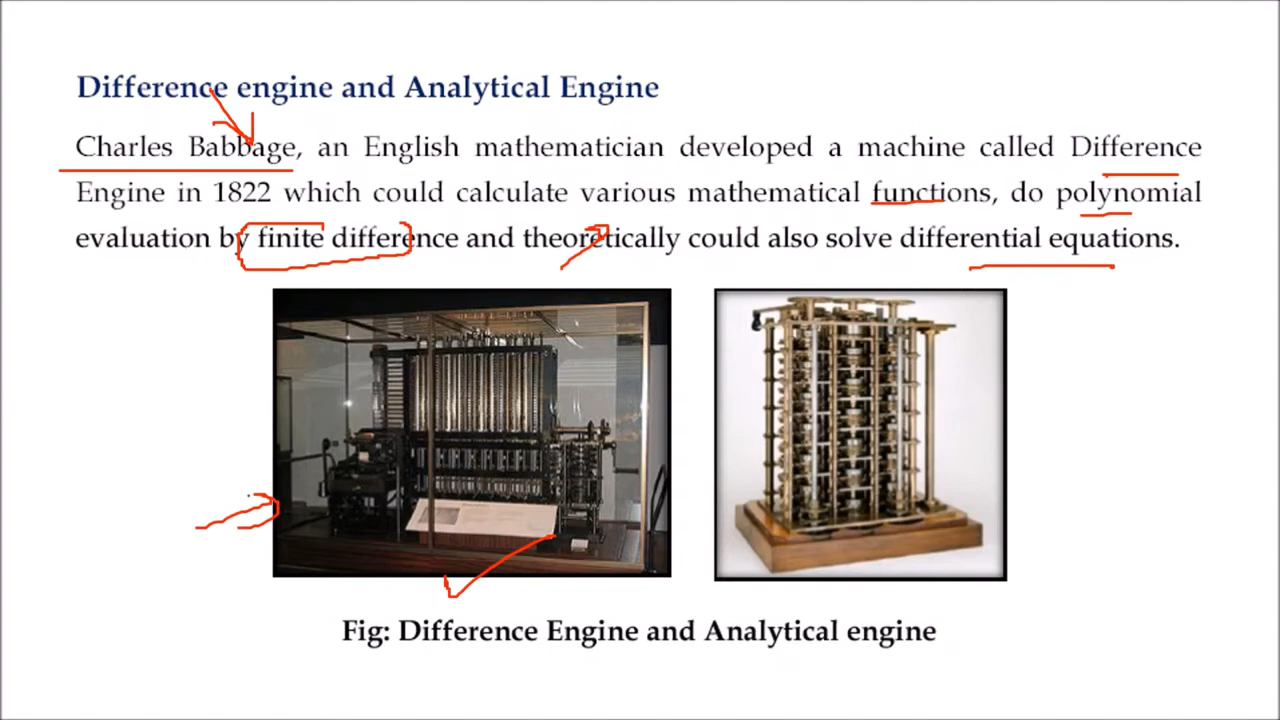 Difference engine and Analytical Engine
Charles Babbage, an English mathematician developed a machine called Difference
Engine in 1822 which could calculate various mathematical functions, do polynomial
evaluation by finite difference and theoretically could also solve differential equations.
Fig: Difference Engine and Analytical engine